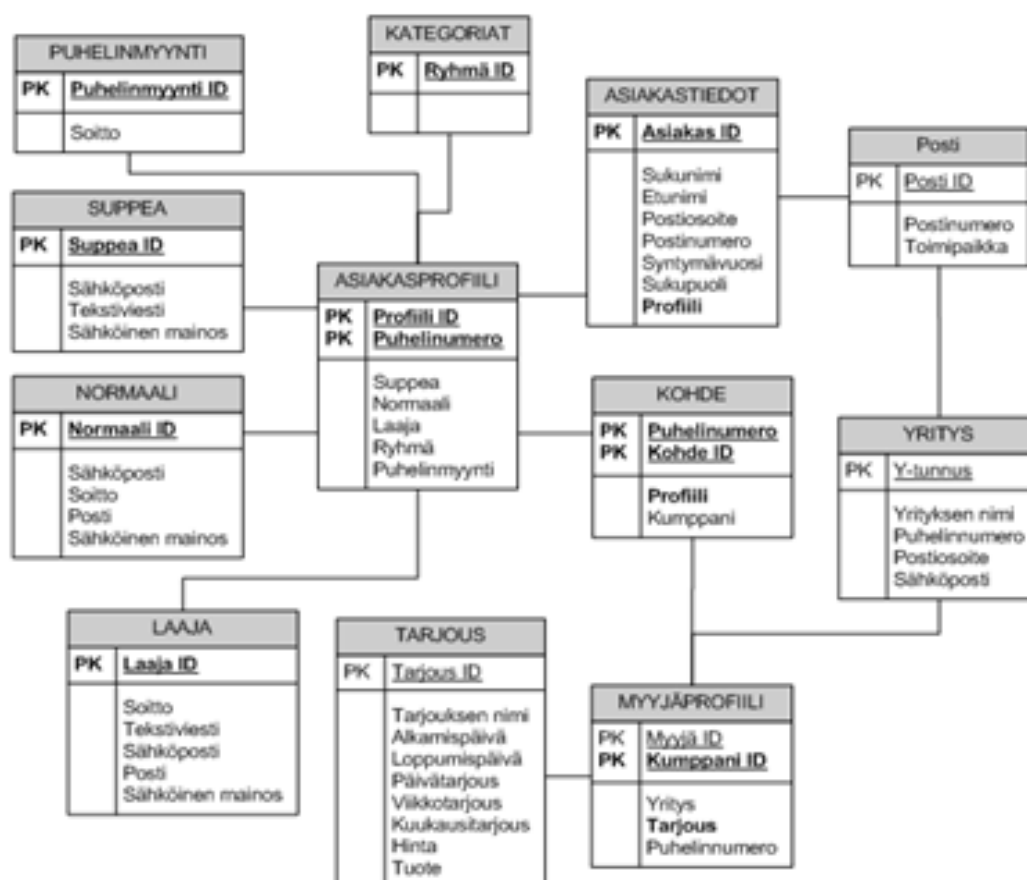 PUHELINMYYNTI
PK Puhelinmyynti ID
Soitto
KATEGORIAT
PK Ryhmä ID
ASIAKASTIEDOT
PK Asiakas ID
Sukunimi
Etunimi
Postiosoite
Postinumero
Syntymävuosi
Sukupuoli
Profiili
Posti
PK Posti ID
Postinumero
Toimipaikka
SUPPEA
PK Suppea ID
Sähköposti
Tekstiviesti
Sähköinen mainos
ASIAKASPROFIILI
PK Profiili ID
PK Puhelinumero
Suppea
Normaali
Laaja
Ryhmä
Puhelinmyynti
NORMAALI
PK Normaali ID
Sähköposti
Soitto
Posti
Sähköinen mainos
KOHDE
PK Puhelinumero
PK Kohde ID
Profiili
Kumppani
YRITYS
PK Y-tunnus
Yrityksen nimi
Puhelinnumero
Postiosoite
Sähköposti
LAAJA
PK Laaja ID
Soitto
Tekstiviesti
Sähköposti
Posti
Sähköinen mainos
TARJOUS
PK Tarjous ID
Tarjouksen nimi
Alkamispäivä
Loppumispäivä
Päivätarjous
Viikkotarjous
Kuukausitarjous
Hinta
Tuote
MYYJÄPROFIILI
PK Myyjä ID
PK Kumppani ID
Yritys
Tarjous
Puhelinnumero